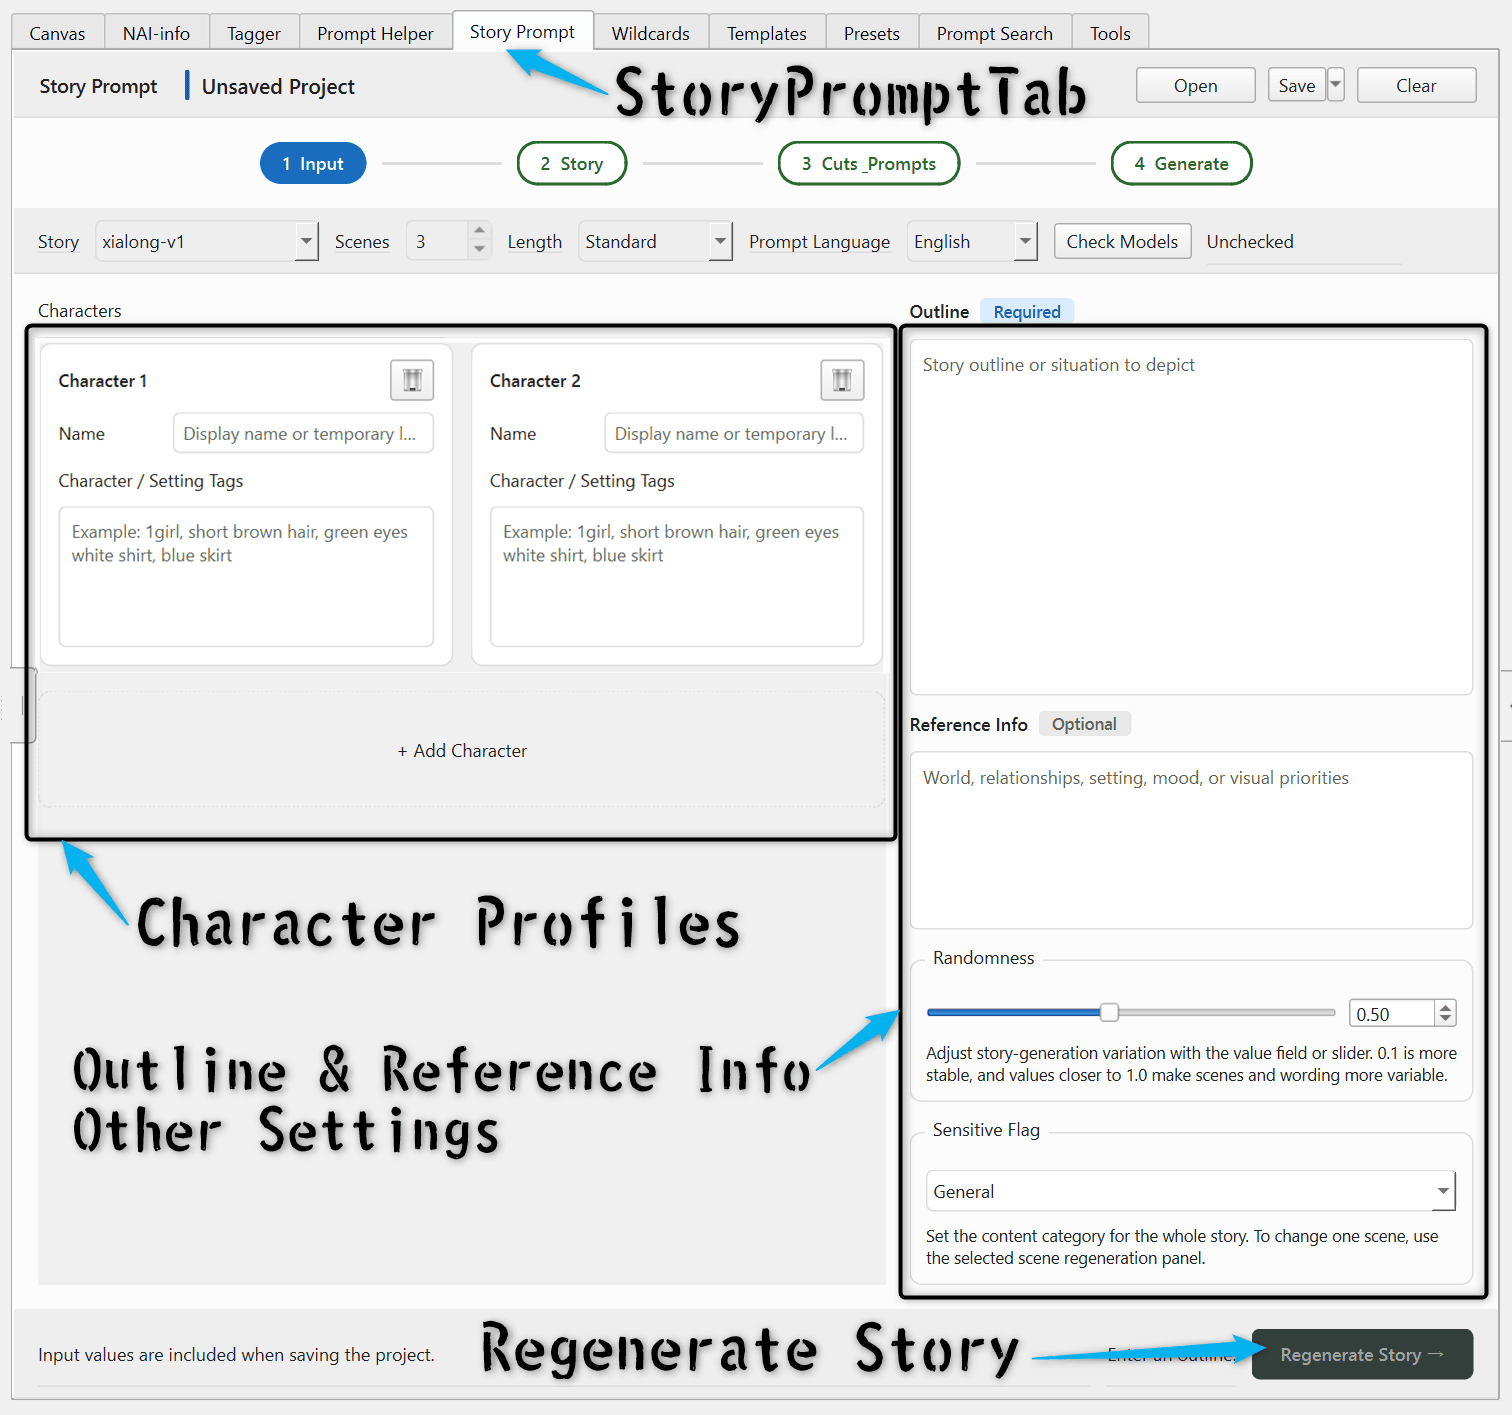 Canvas NAI-info Tagger Prompt Helper Story Prompt Wildcards Templates Presets Prompt Search Tools
Story Prompt Unsaved Project StoryPromptTab Open Save Clear
1 Input 2 Story 3 Cuts_Prompts 4 Generate
Story xialong-v1 Scenes 3 Length Standard Prompt Language English Check Models Unchecked
Characters
Character 1
Name Display name or temporary l...
Character / Setting Tags
Example: 1girl, short brown hair, green eyes
white shirt, blue skirt
Character 2
Name Display name or temporary l...
Character / Setting Tags
Example: 1girl, short brown hair, green eyes
white shirt, blue skirt
+ Add Character
Character Profiles
Outline & Reference Info
Other Settings
Outline Required
Story outline or situation to depict
Reference Info Optional
World, relationships, setting, mood, or visual priorities
Randomness
0.50
Adjust story-generation variation with the value field or slider. 0.1 is more
stable, and values closer to 1.0 make scenes and wording more variable.
Sensitive Flag
General
Set the content category for the whole story. To change one scene, use
the selected scene regeneration panel.
Input values are included when saving the project. Regenerate Story Enter an Outline. Regenerate Story →